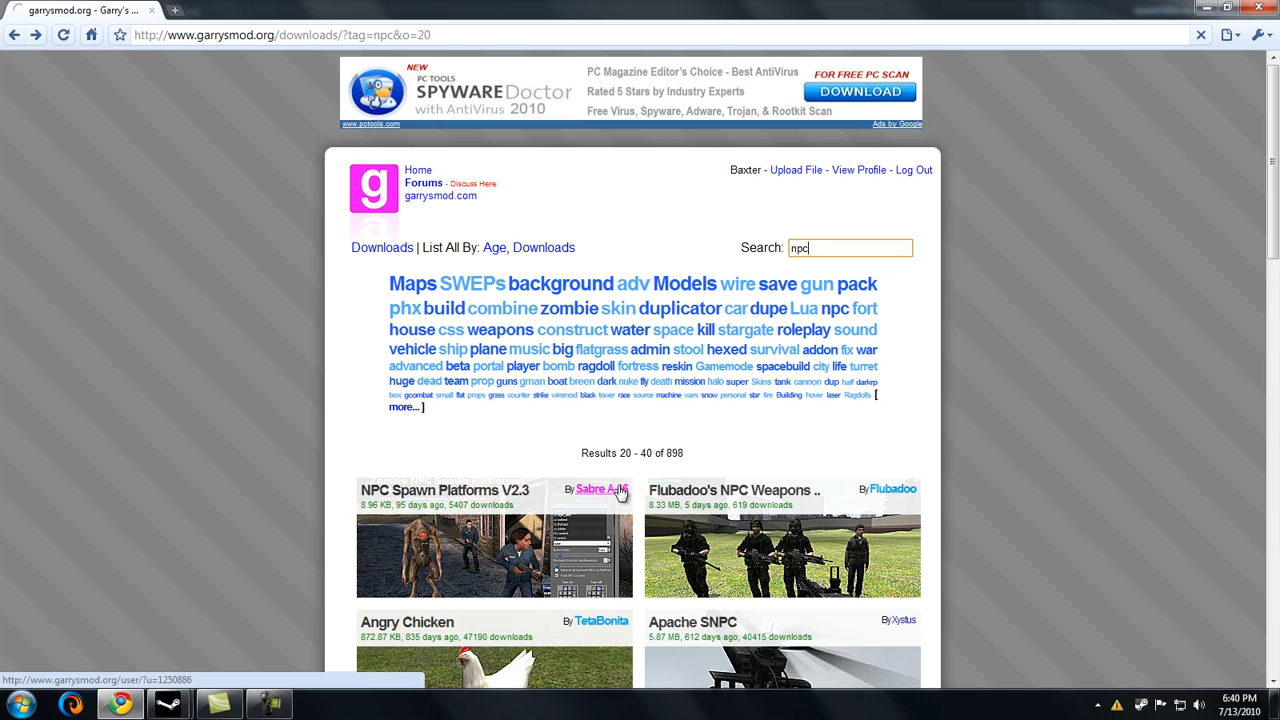 garrysmod.org - Garry's ...
http://www.garrysmod.org/downloads/?tag=npc&o=20
NEW
PC TOOLS
SPYWARE Doctor
with AntiVirus 2010
PC Magazine Editor's Choice - Best AntiVirus
Rated 5 Stars by Industry Experts
Free Virus, Spyware, Adware, Trojan, & Rootkit Scan
FOR FREE PC SCAN
DOWNLOAD
www.pctools.com
Ads by Google
g
Home
Forums - Discuss Here
garrysmod.com
Baxter - Upload File - View Profile - Log Out
Downloads | List All By: Age, Downloads
Search: npc
Maps SWEPs background adv Models wire save gun pack
phx build combine zombie skin duplicator car dupe Lua npc fort
house css weapons construct water space kill stargate roleplay sound
vehicle ship plane music big flatgrass admin stool hexed survival addon fix war
advanced beta portal player bomb ragdoll fortress reskin Gamemode spacebuild city life turret
huge dead team prop guns gman boat breen dark nuke fly death mission halo super Skins tank cannon dup half darkrp
box gcombat small flat props grass counter strike wiremod black tower race source machine wars snow personal star fire Building hover laser Ragdolls [
more... ]
Results 20 - 40 of 898
NPC Spawn Platforms V2.3
By Sabre
8.96 KB, 95 days ago, 5407 downloads
Flubadoo's NPC Weapons ..
By Flubadoo
8.33 MB, 5 days ago, 619 downloads
Angry Chicken
By TetaBonita
872.87 KB, 835 days ago, 47190 downloads
Apache SNPC
By Xystus
5.87 MB, 612 days ago, 40415 downloads
http://www.garrysmod.org/user/?u=1250886
6:40 PM
7/13/2010